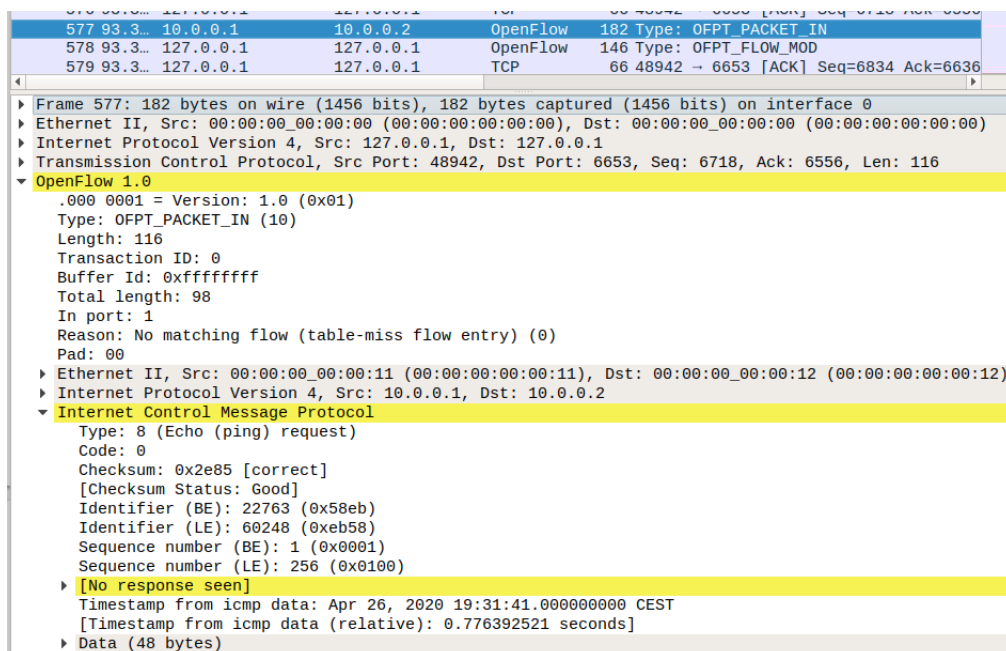 577 93.3… 10.0.0.1 10.0.0.2 OpenFlow 182 Type: OFPT_PACKET_IN
578 93.3… 127.0.0.1 127.0.0.1 OpenFlow 146 Type: OFPT_FLOW_MOD
579 93.3… 127.0.0.1 127.0.0.1 TCP 66 48942 → 6653 [ACK] Seq=6834 Ack=6636
Frame 577: 182 bytes on wire (1456 bits), 182 bytes captured (1456 bits) on interface 0
Ethernet II, Src: 00:00:00_00:00:00 (00:00:00:00:00:00), Dst: 00:00:00_00:00:00 (00:00:00:00:00:00)
Internet Protocol Version 4, Src: 127.0.0.1, Dst: 127.0.0.1
Transmission Control Protocol, Src Port: 48942, Dst Port: 6653, Seq: 6718, Ack: 6556, Len: 116
OpenFlow 1.0
.000 0001 = Version: 1.0 (0x01)
Type: OFPT_PACKET_IN (10)
Length: 116
Transaction ID: 0
Buffer Id: 0xffffffff
Total length: 98
In port: 1
Reason: No matching flow (table-miss flow entry) (0)
Pad: 00
Ethernet II, Src: 00:00:00_00:00:11 (00:00:00:00:00:11), Dst: 00:00:00_00:00:12 (00:00:00:00:00:12)
Internet Protocol Version 4, Src: 10.0.0.1, Dst: 10.0.0.2
Internet Control Message Protocol
Type: 8 (Echo (ping) request)
Code: 0
Checksum: 0x2e85 [correct]
[Checksum Status: Good]
Identifier (BE): 22763 (0x58eb)
Identifier (LE): 60248 (0xeb58)
Sequence number (BE): 1 (0x0001)
Sequence number (LE): 256 (0x0100)
[No response seen]
Timestamp from icmp data: Apr 26, 2020 19:31:41.000000000 CEST
[Timestamp from icmp data (relative): 0.776392521 seconds]
Data (48 bytes)